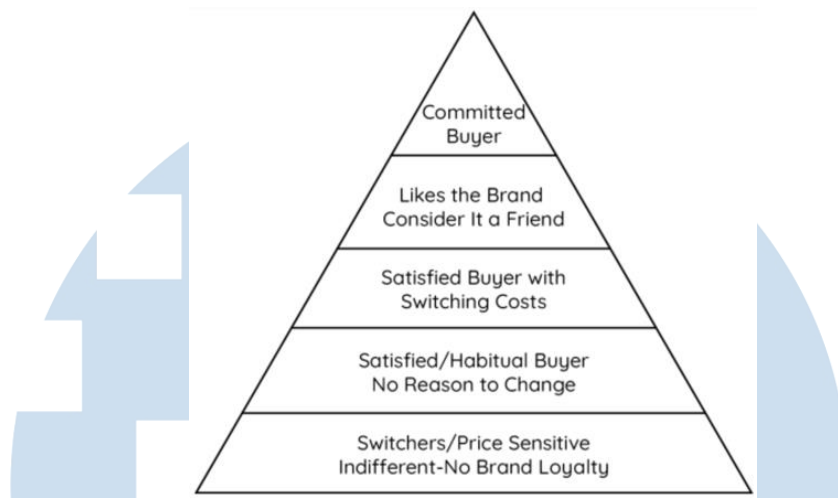 Committed
Buyer
Likes the Brand
Consider It a Friend
Satisfied Buyer with
Switching Costs
Satisfied/Habitual Buyer
No Reason to Change
Switchers/Price Sensitive
Indifferent-No Brand Loyalty